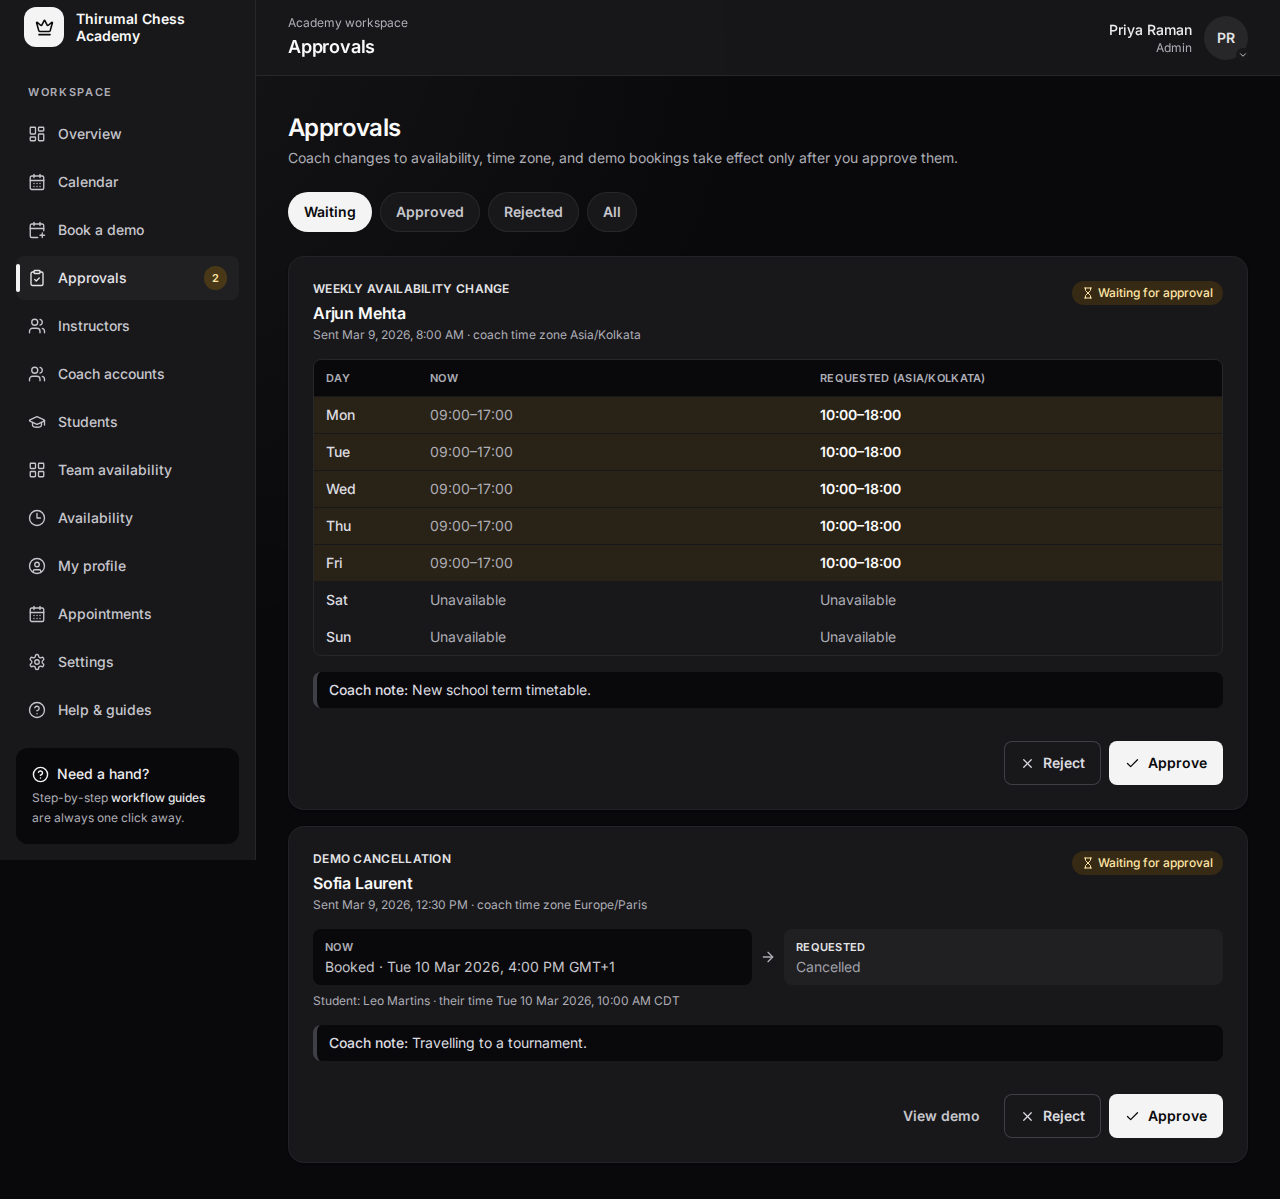 Thirumal Chess
Academy
WORKSPACE
Overview
Calendar
Book a demo
Approvals 2
Instructors
Coach accounts
Students
Team availability
Availability
My profile
Appointments
Settings
Help & guides
Need a hand?
Step-by-step workflow guides
are always one click away.
Academy workspace
Approvals
Priya Raman
Admin
PR
Approvals
Coach changes to availability, time zone, and demo bookings take effect only after you approve them.
Waiting Approved Rejected All
WEEKLY AVAILABILITY CHANGE
Waiting for approval
Arjun Mehta
Sent Mar 9, 2026, 8:00 AM · coach time zone Asia/Kolkata
DAY NOW REQUESTED (ASIA/KOLKATA)
Mon 09:00–17:00 10:00–18:00
Tue 09:00–17:00 10:00–18:00
Wed 09:00–17:00 10:00–18:00
Thu 09:00–17:00 10:00–18:00
Fri 09:00–17:00 10:00–18:00
Sat Unavailable Unavailable
Sun Unavailable Unavailable
Coach note: New school term timetable.
Reject Approve
DEMO CANCELLATION
Waiting for approval
Sofia Laurent
Sent Mar 9, 2026, 12:30 PM · coach time zone Europe/Paris
NOW
Booked · Tue 10 Mar 2026, 4:00 PM GMT+1
REQUESTED
Cancelled
Student: Leo Martins · their time Tue 10 Mar 2026, 10:00 AM CDT
Coach note: Travelling to a tournament.
View demo Reject Approve